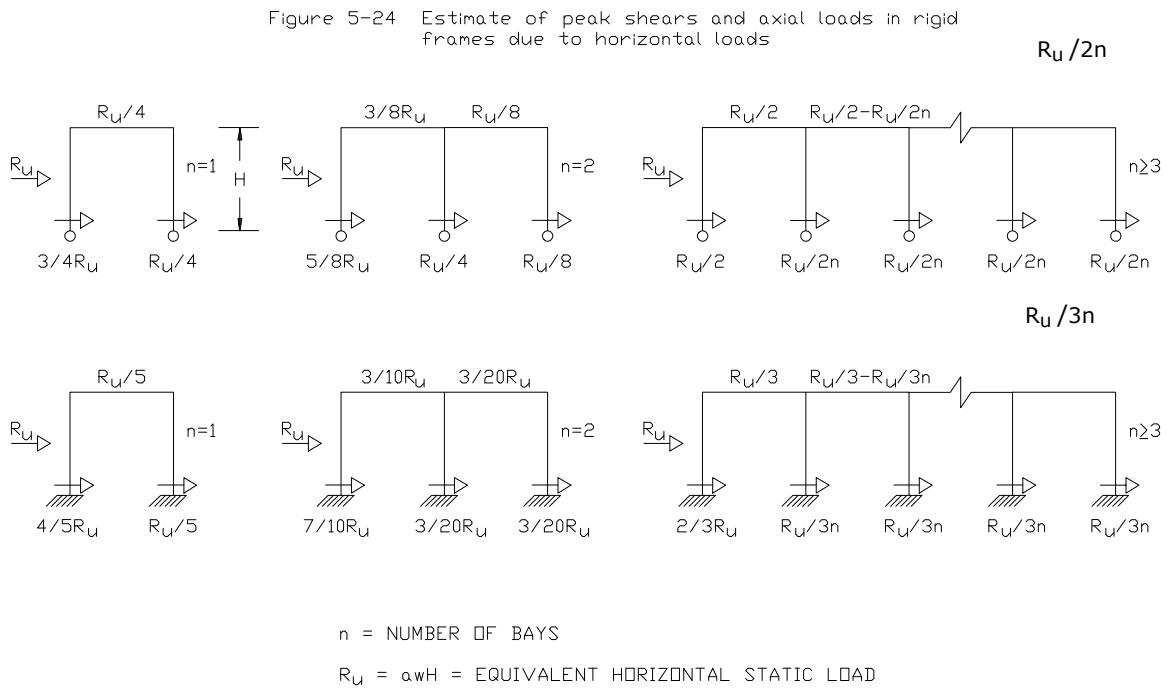 Figure 5-24 Estimate of peak shears and axial loads in rigid
frames due to horizontal loads
Ru /2n
Ru/4 3/8Ru Ru/8 Ru/2 Ru/2-Ru/2n
Ru n=1 H Ru n=2 Ru n≥3
3/4Ru Ru/4 5/8Ru Ru/4 Ru/8 Ru/2 Ru/2n Ru/2n Ru/2n Ru/2n
Ru /3n
Ru/5 3/10Ru 3/20Ru Ru/3 Ru/3-Ru/3n
Ru n=1 Ru n=2 Ru n≥3
4/5Ru Ru/5 7/10Ru 3/20Ru 3/20Ru 2/3Ru Ru/3n Ru/3n Ru/3n Ru/3n
n = NUMBER OF BAYS
Ru = awH = EQUIVALENT HORIZONTAL STATIC LOAD